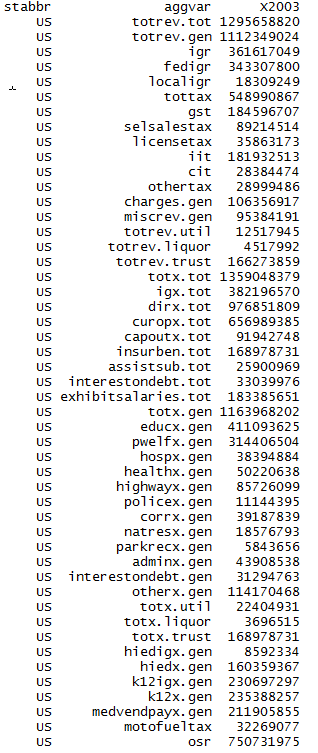 stabbr aggvar X2003
US totrev.tot 1295658820
US totrev.gen 1112349024
US igr 361617049
US fedigr 343307800
US localigr 18309249
US tottax 548990867
US gst 184596707
US selsalestax 89214514
US licensetax 35863173
US iit 181932513
US cit 28384474
US othertax 28999486
US charges.gen 106356917
US miscrev.gen 95384191
US totrev.util 12517945
US totrev.liquor 4517992
US totrev.trust 166273859
US totx.tot 1359048379
US igx.tot 382196570
US dirx.tot 976851809
US curopx.tot 656989385
US capoutx.tot 91942748
US insurben.tot 168978731
US assistsub.tot 25900969
US interestondebt.tot 33039976
US exhibitsalaries.tot 183385651
US totx.gen 1163968202
US educx.gen 411093625
US pwelfx.gen 314406504
US hospx.gen 38394884
US healthx.gen 50220638
US highwayx.gen 85726099
US policex.gen 11144395
US corrx.gen 39187839
US natresx.gen 18576793
US parkrecx.gen 5843656
US adminx.gen 43908538
US interestondebt.gen 31294763
US otherx.gen 114170468
US totx.util 22404931
US totx.liquor 3696515
US totx.trust 168978731
US hiedigx.gen 8592334
US hiedx.gen 160359367
US k12igx.gen 230697297
US k12x.gen 235388257
US medvendpayx.gen 211905855
US motofueltax 32269077
US osr 750731975